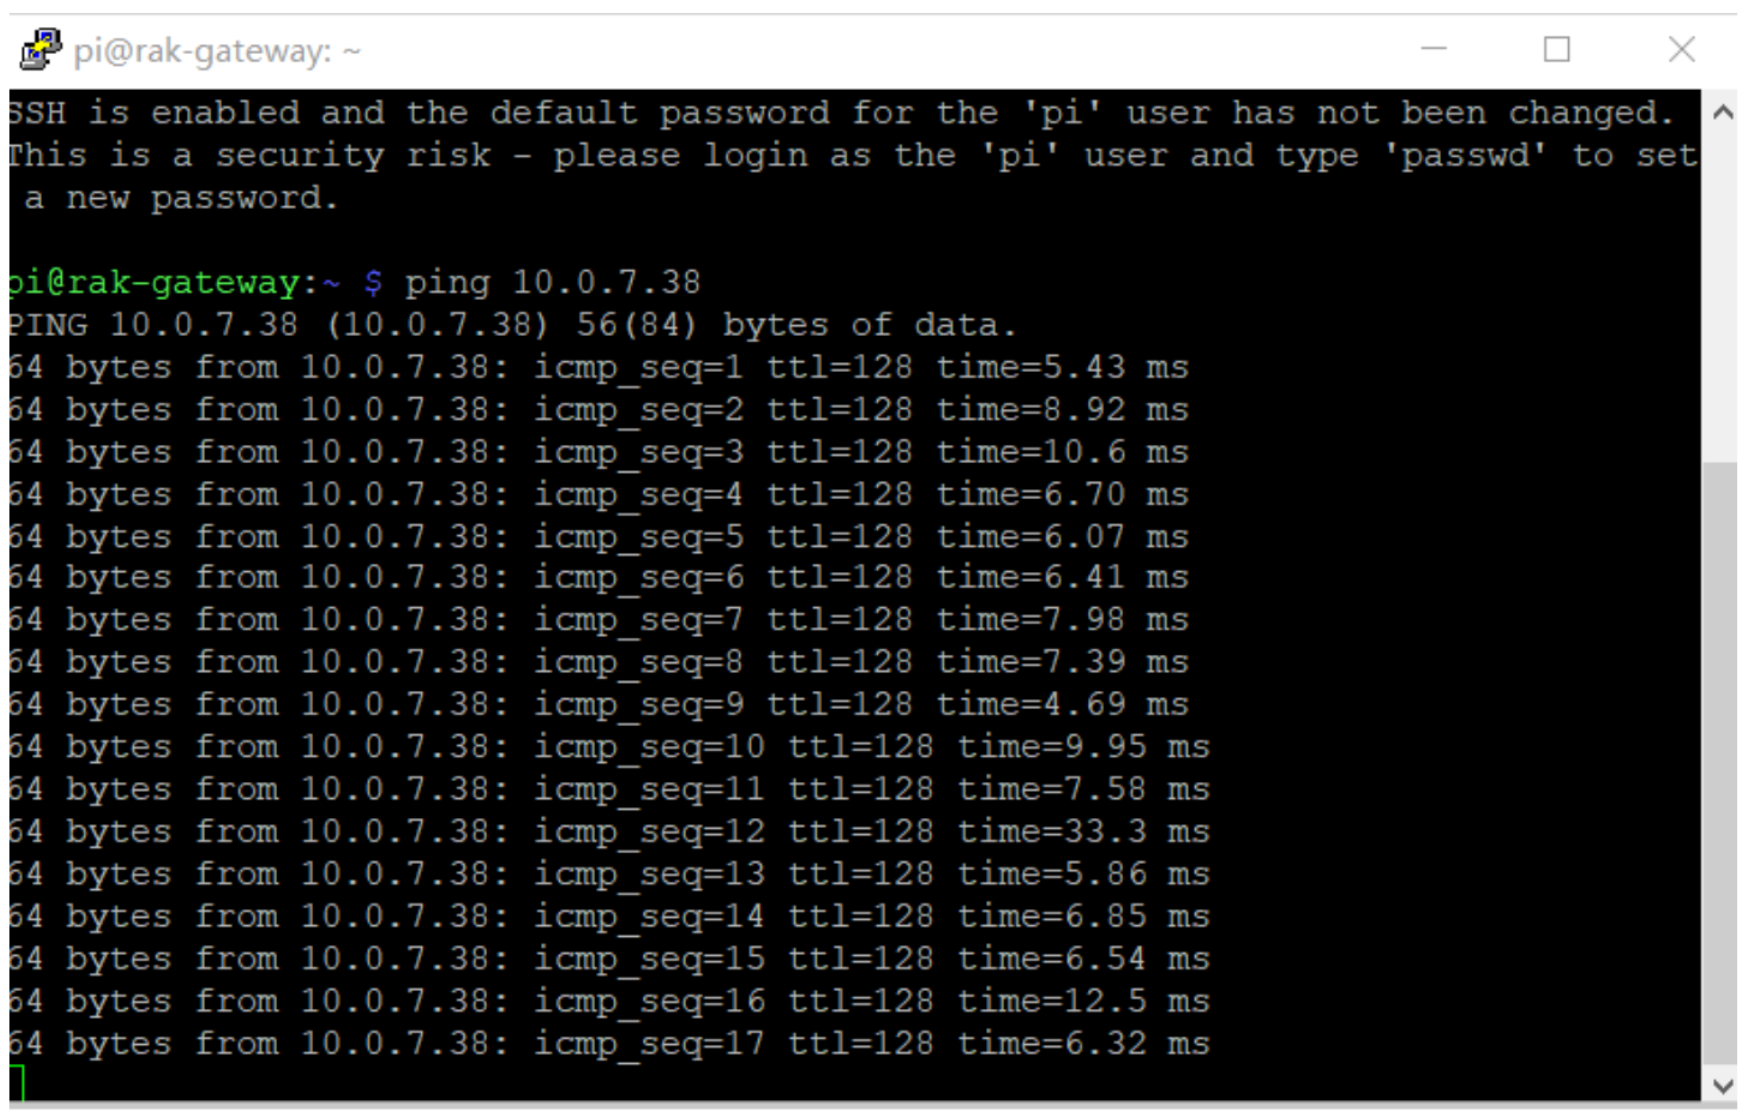 pi@rak-gateway: ~
SSH is enabled and the default password for the 'pi' user has not been changed.
This is a security risk - please login as the 'pi' user and type 'passwd' to set
a new password.
pi@rak-gateway:~ $ ping 10.0.7.38
PING 10.0.7.38 (10.0.7.38) 56(84) bytes of data.
64 bytes from 10.0.7.38: icmp_seq=1 ttl=128 time=5.43 ms
64 bytes from 10.0.7.38: icmp_seq=2 ttl=128 time=8.92 ms
64 bytes from 10.0.7.38: icmp_seq=3 ttl=128 time=10.6 ms
64 bytes from 10.0.7.38: icmp_seq=4 ttl=128 time=6.70 ms
64 bytes from 10.0.7.38: icmp_seq=5 ttl=128 time=6.07 ms
64 bytes from 10.0.7.38: icmp_seq=6 ttl=128 time=6.41 ms
64 bytes from 10.0.7.38: icmp_seq=7 ttl=128 time=7.98 ms
64 bytes from 10.0.7.38: icmp_seq=8 ttl=128 time=7.39 ms
64 bytes from 10.0.7.38: icmp_seq=9 ttl=128 time=4.69 ms
64 bytes from 10.0.7.38: icmp_seq=10 ttl=128 time=9.95 ms
64 bytes from 10.0.7.38: icmp_seq=11 ttl=128 time=7.58 ms
64 bytes from 10.0.7.38: icmp_seq=12 ttl=128 time=33.3 ms
64 bytes from 10.0.7.38: icmp_seq=13 ttl=128 time=5.86 ms
64 bytes from 10.0.7.38: icmp_seq=14 ttl=128 time=6.85 ms
64 bytes from 10.0.7.38: icmp_seq=15 ttl=128 time=6.54 ms
64 bytes from 10.0.7.38: icmp_seq=16 ttl=128 time=12.5 ms
64 bytes from 10.0.7.38: icmp_seq=17 ttl=128 time=6.32 ms